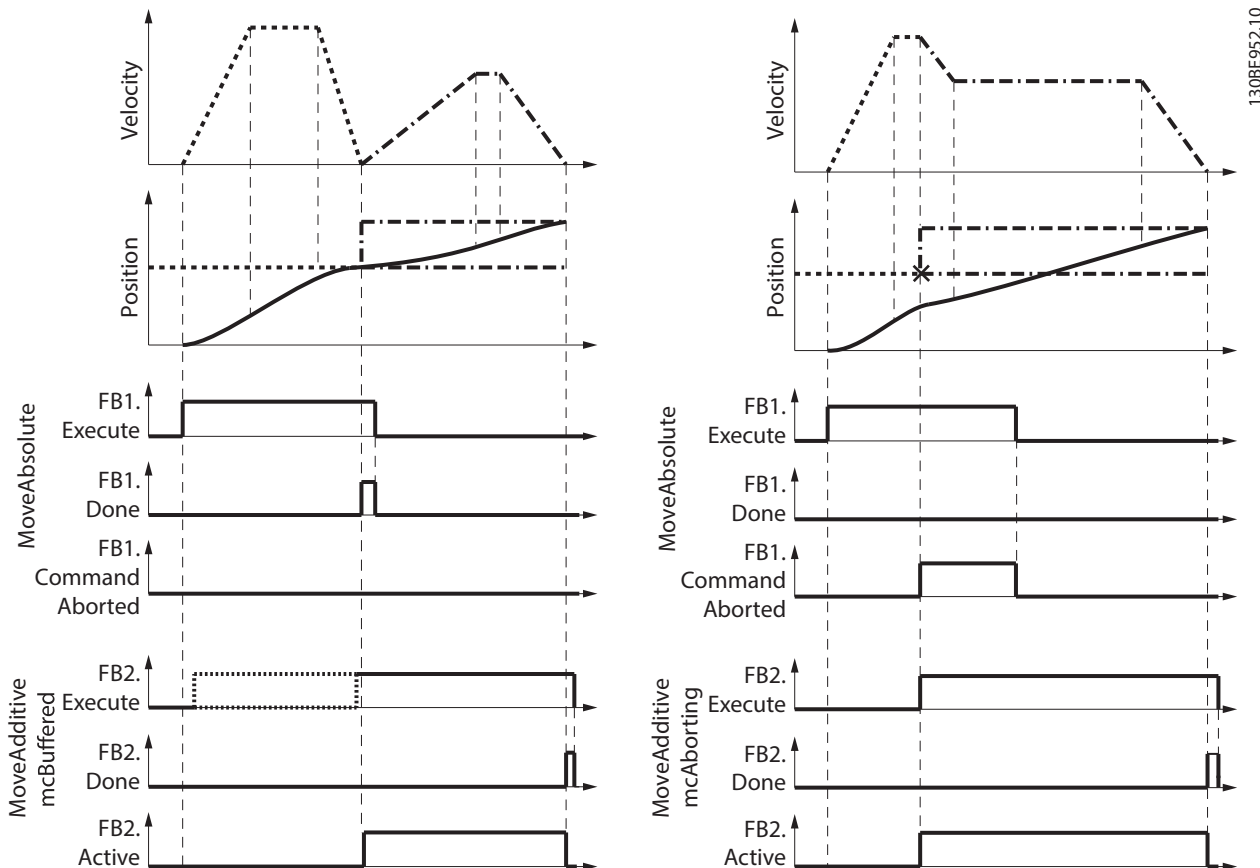 Velocity
Position
MoveAbsolute
FB1.
Execute
FB1.
Done
FB1.
Command
Aborted
MoveAdditive
mcBuffered
FB2.
Execute
FB2.
Done
FB2.
Active
130BF952.10
Velocity
Position
MoveAbsolute
FB1.
Execute
FB1.
Done
FB1.
Command
Aborted
MoveAdditive
mcAborting
FB2.
Execute
FB2.
Done
FB2.
Active